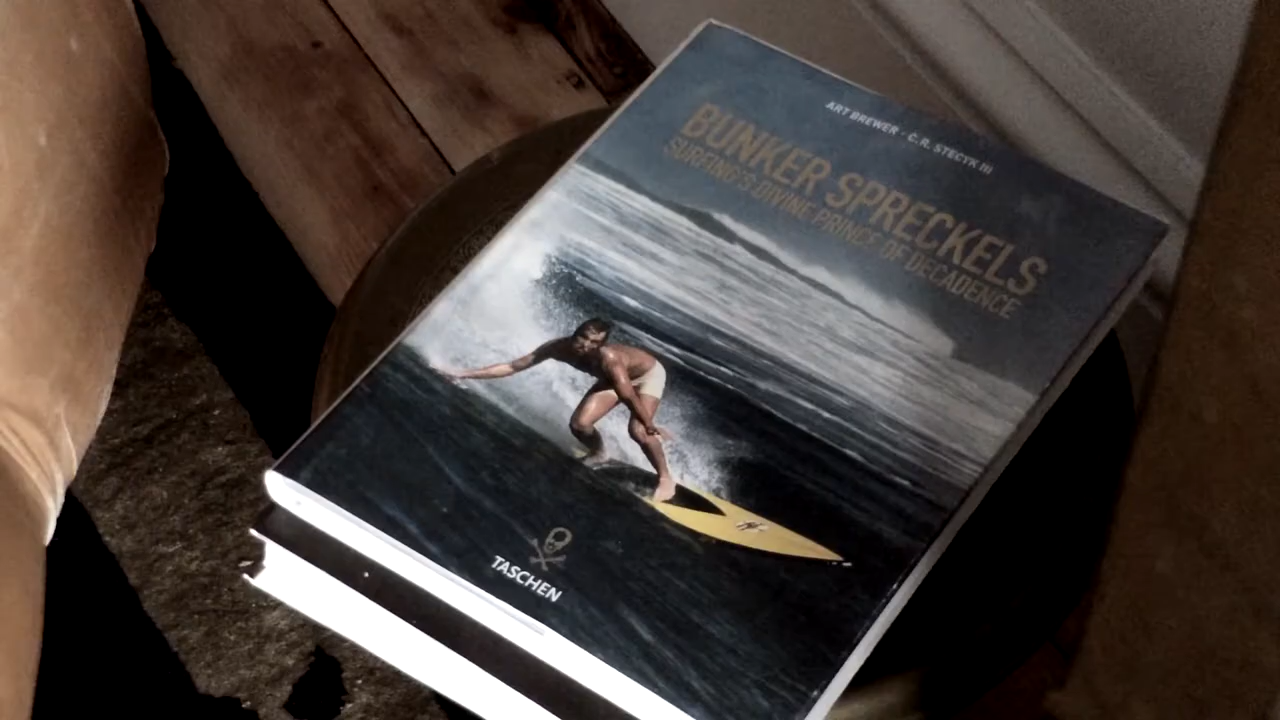 ART BREWER · C.R. STECYK III
BUNKER SPRECKELS
SURFING'S DIVINE PRINCE OF DECADENCE
TASCHEN